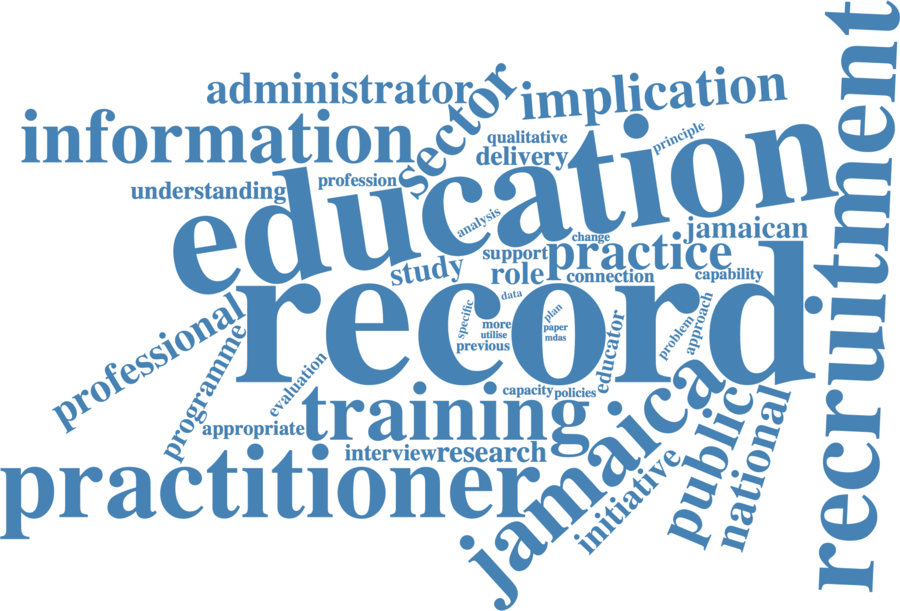 administrator
sector
implication
recruitment
information
qualitative
principle
delivery
understanding
profession
education
analysis
change
jamaican
support
practice
study
role
connection
capability
record
data
specific
plan
more
paper
utilise
mdas
previous
problem
approach
professional
programme
evaluation
educator
capacity
policies
training
appropriate
jamaica
public
national
interview
research
practitioner
initiative